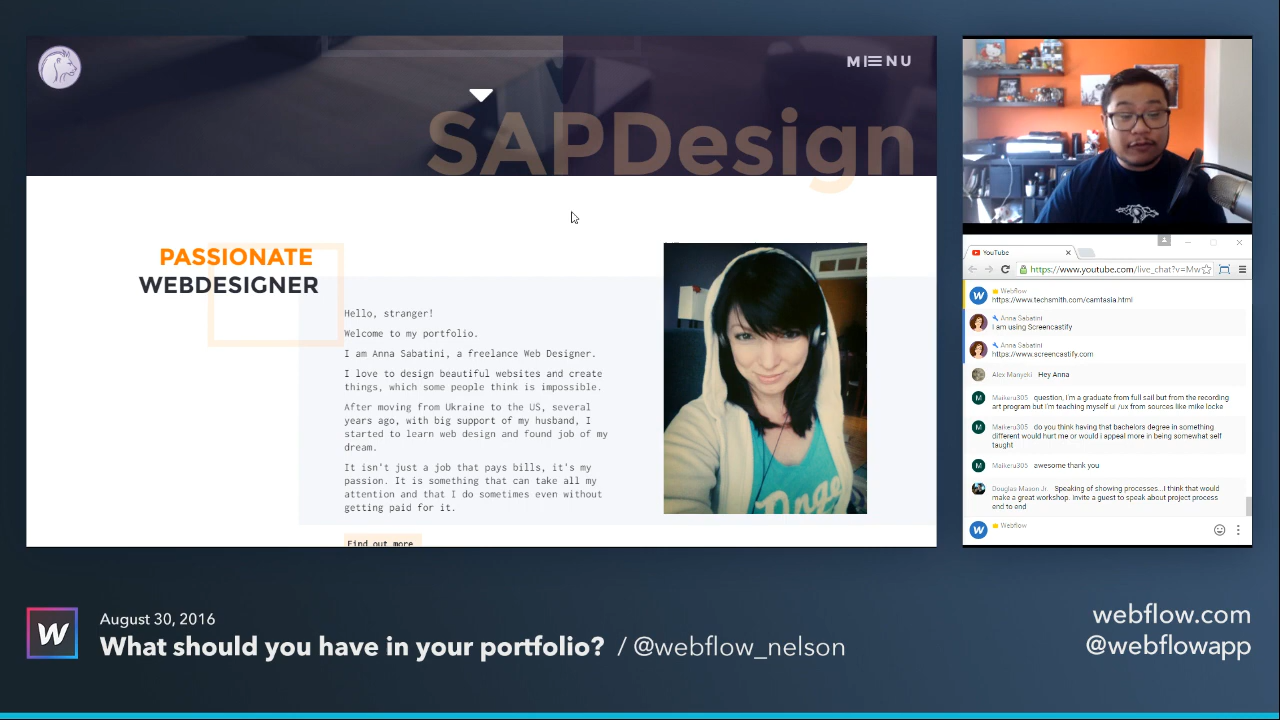 MENU
SAPDesign
PASSIONATE
WEBDESIGNER
Hello, stranger!
Welcome to my portfolio.
I am Anna Sabatini, a freelance Web Designer.
I love to design beautiful websites and create
things, which some people think is impossible.
After moving from Ukraine to the US, several
years ago, with big support of my husband, I
started to learn web design and found job of my
dream.
It isn't just a job that pays bills, it's my
passion. It is something that can take all my
attention and that I do sometimes even without
getting paid for it.
Find out more
YouTube
https://www.youtube.com/live_chat?v=Mw
Webflow
https://www.techsmith.com/camtasia.html
Anna Sabatini
I am using Screencastify
Anna Sabatini
https://www.screencastify.com
Alex Manyeki Hey Anna
Maikeru305 question, I'm a graduate from full sail but from the recording
art program but I'm teaching myself ui /ux from sources like mike locke
Maikeru305 do you think having that bachelors degree in something
different would hurt me or would i appeal more in being somewhat self
taught
Maikeru305 awesome thank you
Douglas Mason Jr. Speaking of showing processes...I think that would
make a great workshop. Invite a guest to speak about project process
end to end
Webflow
W
August 30, 2016
What should you have in your portfolio? / @webflow_nelson
webflow.com
@webflowapp